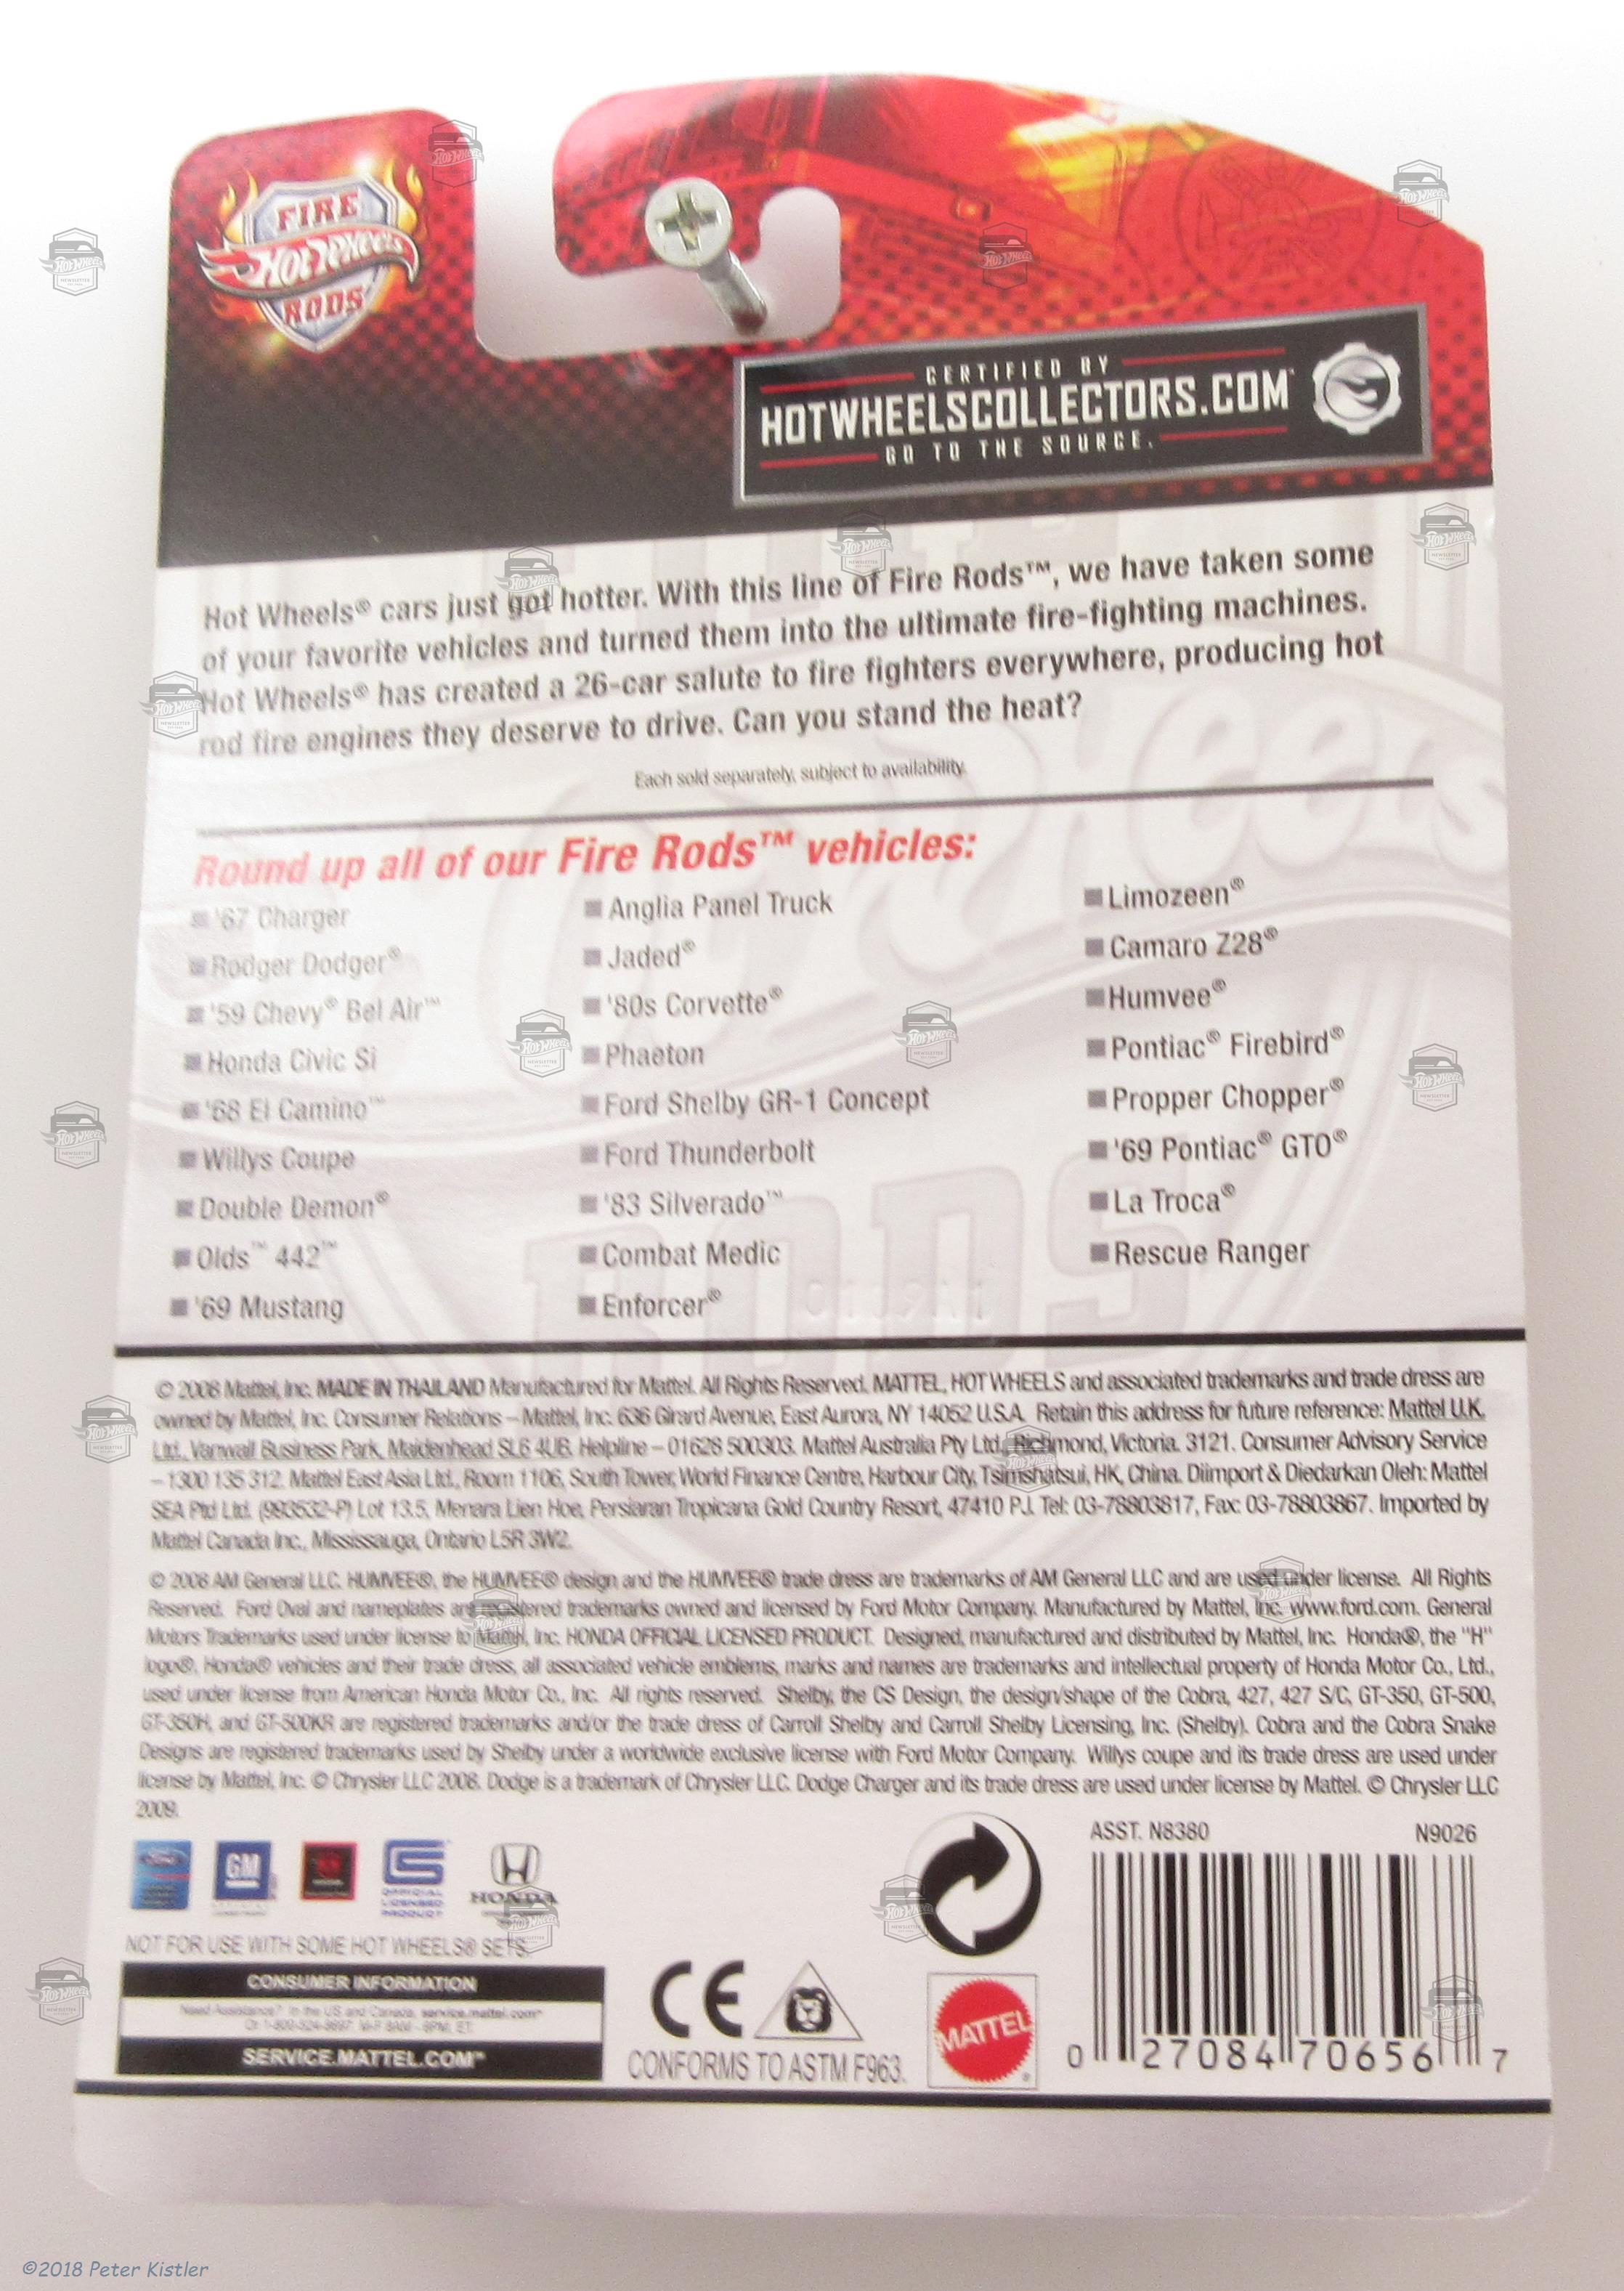 FIRE
Hot Wheels
RODS
CERTIFIED BY
HOTWHEELSCOLLECTORS.COM™
GO TO THE SOURCE.
Hot Wheels® cars just got hotter. With this line of Fire Rods™, we have taken some
of your favorite vehicles and turned them into the ultimate fire-fighting machines.
Hot Wheels® has created a 26-car salute to fire fighters everywhere, producing hot
rod fire engines they deserve to drive. Can you stand the heat?
Each sold separately, subject to availability.
Round up all of our Fire Rods™ vehicles:
■ '67 Charger
■ Rodger Dodger®
■ '59 Chevy® Bel Air™
■ Honda Civic Si
■ '68 El Camino™
■ Willys Coupe
■ Double Demon®
■ Olds™ 442™
■ '69 Mustang
■ Anglia Panel Truck
■ Jaded®
■ '80s Corvette®
■ Phaeton
■ Ford Shelby GR-1 Concept
■ Ford Thunderbolt
■ '83 Silverado™
■ Combat Medic
■ Enforcer®
■ Limozeen®
■ Camaro Z28®
■ Humvee®
■ Pontiac® Firebird®
■ Propper Chopper®
■ '69 Pontiac® GTO®
■ La Troca®
■ Rescue Ranger
© 2008 Mattel, Inc. MADE IN THAILAND Manufactured for Mattel. All Rights Reserved. MATTEL, HOT WHEELS and associated trademarks and trade dress are
owned by Mattel, Inc. Consumer Relations – Mattel, Inc. 636 Girard Avenue, East Aurora, NY 14052 U.S.A. Retain this address for future reference: Mattel U.K.
Ltd., Vanwall Business Park, Maidenhead SL6 4UB. Helpline – 01628 500303. Mattel Australia Pty Ltd., Richmond, Victoria. 3121. Consumer Advisory Service
– 1300 135 312. Mattel East Asia Ltd., Room 1106, South Tower, World Finance Centre, Harbour City, Tsimshatsui, HK, China. Diimport & Diedarkan Oleh: Mattel
SEA Ptd Ltd. (993532-P) Lot 13.5, Menara Lien Hoe, Persiaran Tropicana Gold Country Resort, 47410 PJ. Tel: 03-78803817, Fax: 03-78803867. Imported by
Mattel Canada Inc., Mississauga, Ontario L5R 3W2.
© 2008 AM General LLC. HUMVEE®, the HUMVEE® design and the HUMVEE® trade dress are trademarks of AM General LLC and are used under license. All Rights
Reserved. Ford Oval and nameplates are registered trademarks owned and licensed by Ford Motor Company. Manufactured by Mattel, Inc. www.ford.com. General
Motors Trademarks used under license to Mattel, Inc. HONDA OFFICIAL LICENSED PRODUCT. Designed, manufactured and distributed by Mattel, Inc. Honda®, the "H"
logo®, Honda® vehicles and their trade dress, all associated vehicle emblems, marks and names are trademarks and intellectual property of Honda Motor Co., Ltd.,
used under license from American Honda Motor Co., Inc. All rights reserved. Shelby, the CS Design, the design/shape of the Cobra, 427, 427 S/C, GT-350, GT-500,
GT-350H, and GT-500KR are registered trademarks and/or the trade dress of Carroll Shelby and Carroll Shelby Licensing, Inc. (Shelby). Cobra and the Cobra Snake
Designs are registered trademarks used by Shelby under a worldwide exclusive license with Ford Motor Company. Willys coupe and its trade dress are used under
license by Mattel, Inc. © Chrysler LLC 2008. Dodge is a trademark of Chrysler LLC. Dodge Charger and its trade dress are used under license by Mattel. © Chrysler LLC
2009.
ASST. N8380 N9026
Ford
GM
OFFICIAL
LICENSED
PRODUCT
HONDA
NOT FOR USE WITH SOME HOT WHEELS® SETS.
CONSUMER INFORMATION
Need Assistance? In the US and Canada, service.mattel.com™
Or 1-800-524-8697, M-F 8AM - 6PM, ET.
SERVICE.MATTEL.COM™
CE
CONFORMS TO ASTM F963.
MATTEL
0 27084 70656 7
©2018 Peter Kistler